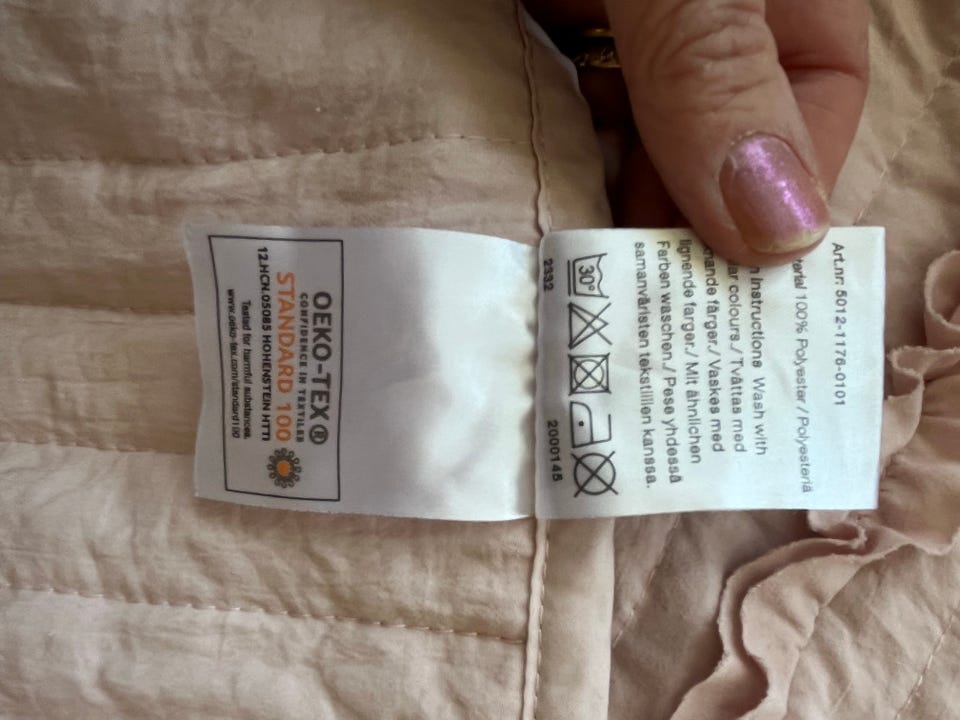 Art.nr: 5012-1176-0101
100% Polyester / Polyesteriä
Instructions Wash with
colours./ Tvättas med
färger./ Vaskes med
lignende farger./ Mit ähnlichen
Farben waschen./ Pese yhdessä
samanväristen tekstiilien kanssa.
30°
2332 2000145
OEKO-TEX®
CONFIDENCE IN TEXTILES
STANDARD 100
12.HCN.05085 HOHENSTEIN HTTI
Tested for harmful substances.
www.oeko-tex.com/standard100